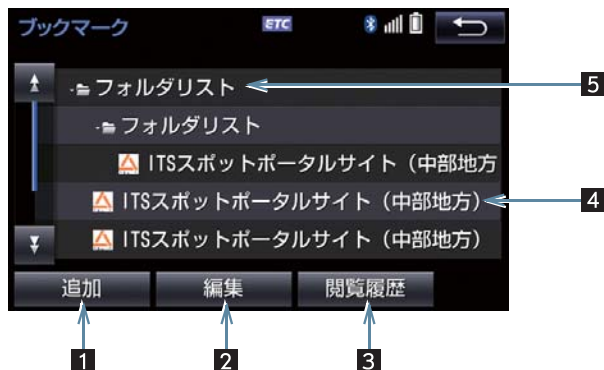 ブックマーク ETC
フォルダリスト 5
フォルダリスト
ITSスポットポータルサイト（中部地方
ITSスポットポータルサイト（中部地方） 4
ITSスポットポータルサイト（中部地方）
追加 編集 閲覧履歴
1 2 3